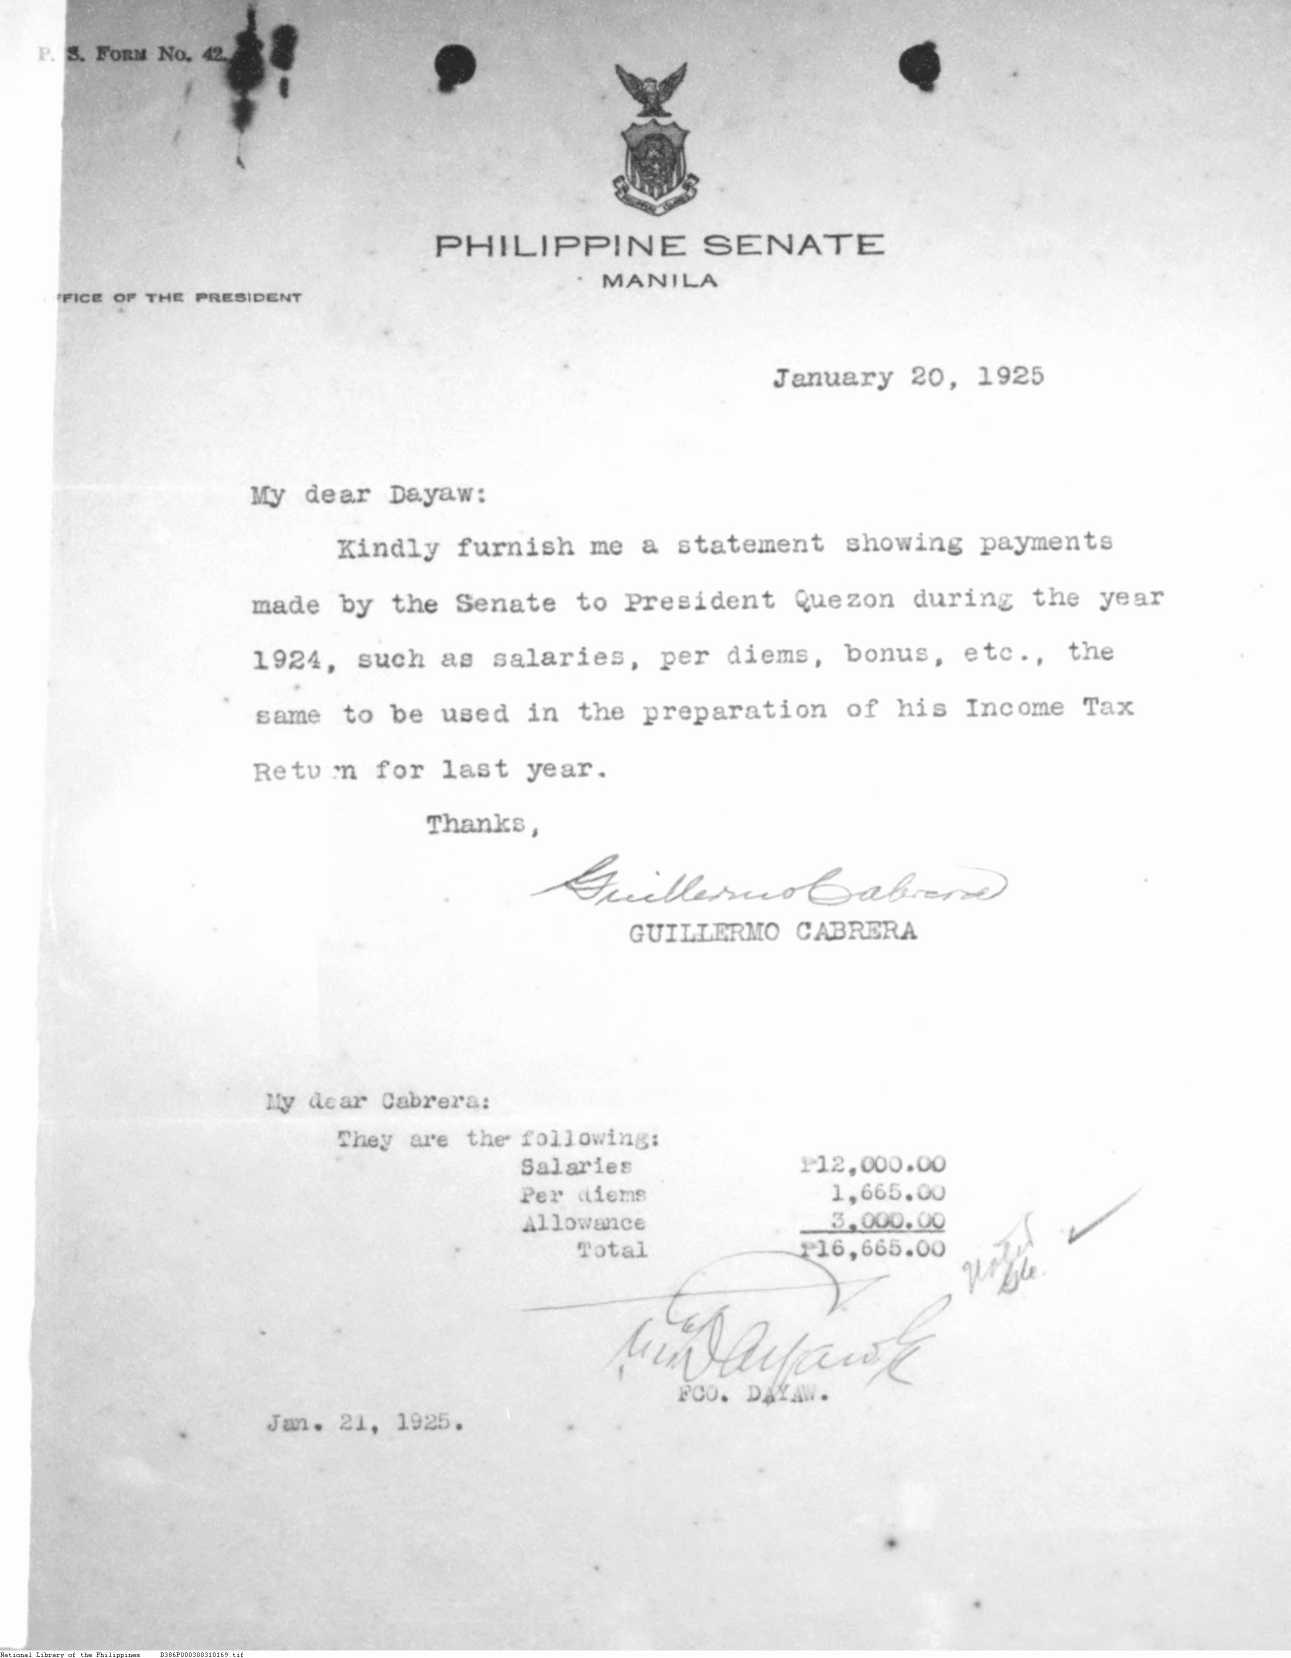 P. S. FORM No. 42
PHILIPPINE SENATE
MANILA
FFICE OF THE PRESIDENT
January 20, 1925
My dear Dayaw:
Kindly furnish me a statement showing payments
made by the Senate to President Quezon during the year
1924, such as salaries, per diems, bonus, etc., the
same to be used in the preparation of his Income Tax
Return for last year.
Thanks,
Guillermo Cabrera
GUILLERMO CABRERA
My dear Cabrera:
They are the following:
Salaries ₱12,000.00
Per diems 1,665.00
Allowance 3,000.00
Total ₱16,665.00
Noted
FCO. DAYAW.
Jan. 21, 1925.
National Library of the Philippines B386P000300310169.tif